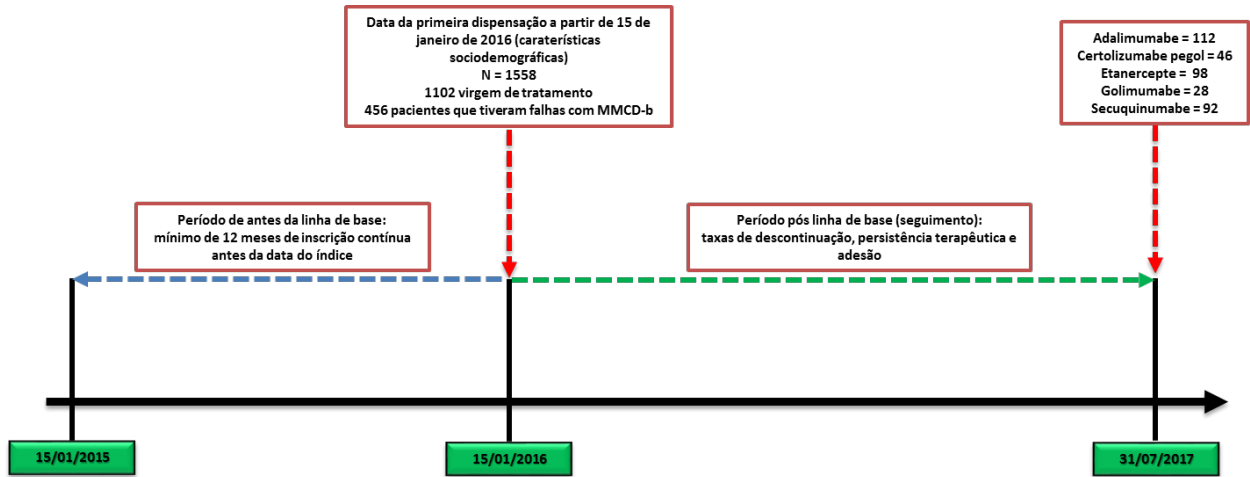 Data da primeira dispensação a partir de 15 de
janeiro de 2016 (caraterísticas
sociodemográficas)
N = 1558
1102 virgem de tratamento
456 pacientes que tiveram falhas com MMCD-b
Adalimumabe = 112
Certolizumabe pegol = 46
Etanercepte = 98
Golimumabe = 28
Secuquinumabe = 92
Período de antes da linha de base:
mínimo de 12 meses de inscrição contínua
antes da data do índice
Período pós linha de base (seguimento):
taxas de descontinuação, persistência terapêutica e
adesão
15/01/2015
15/01/2016
31/07/2017